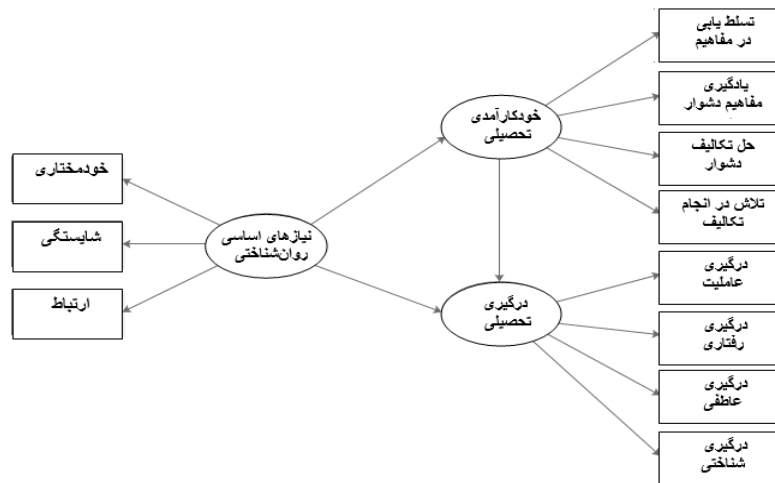 تسلط یابی
در مفاهیم
یادگیری
مفاهیم دشوار
حل تکالیف
دشوار
تلاش در انجام
تکالیف
خودکارآمدی
تحصیلی
خودمختاری
شایستگی
ارتباط
نیازهای اساسی
روان‌شناختی
درگیری
تحصیلی
درگیری
عاملیت
درگیری
رفتاری
درگیری
عاطفی
درگیری
شناختی